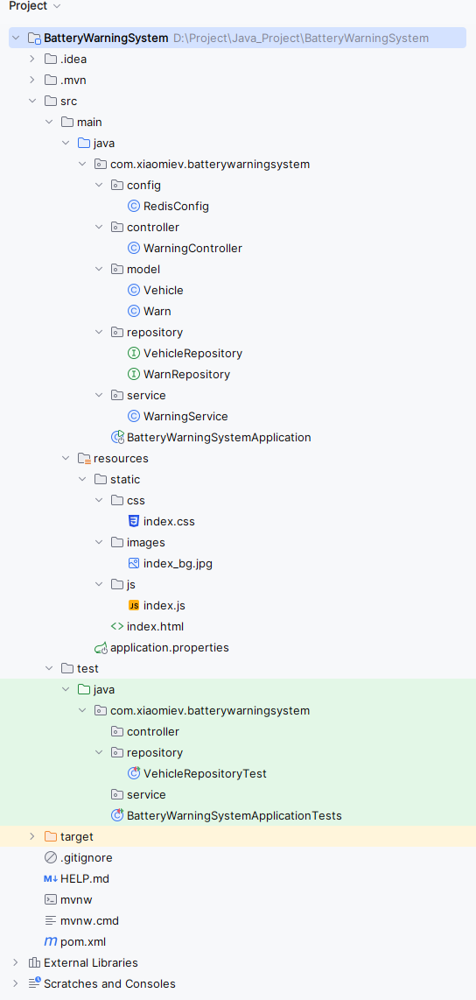 Project
BatteryWarningSystem D:\Project\Java_Project\BatteryWarningSystem
.idea
.mvn
src
main
java
com.xiaomiev.batterywarningsystem
config
RedisConfig
controller
WarningController
model
Vehicle
Warn
repository
VehicleRepository
WarnRepository
service
WarningService
BatteryWarningSystemApplication
resources
static
css
index.css
images
index_bg.jpg
js
index.js
index.html
application.properties
test
java
com.xiaomiev.batterywarningsystem
controller
repository
VehicleRepositoryTest
service
BatteryWarningSystemApplicationTests
target
.gitignore
HELP.md
mvnw
mvnw.cmd
pom.xml
External Libraries
Scratches and Consoles